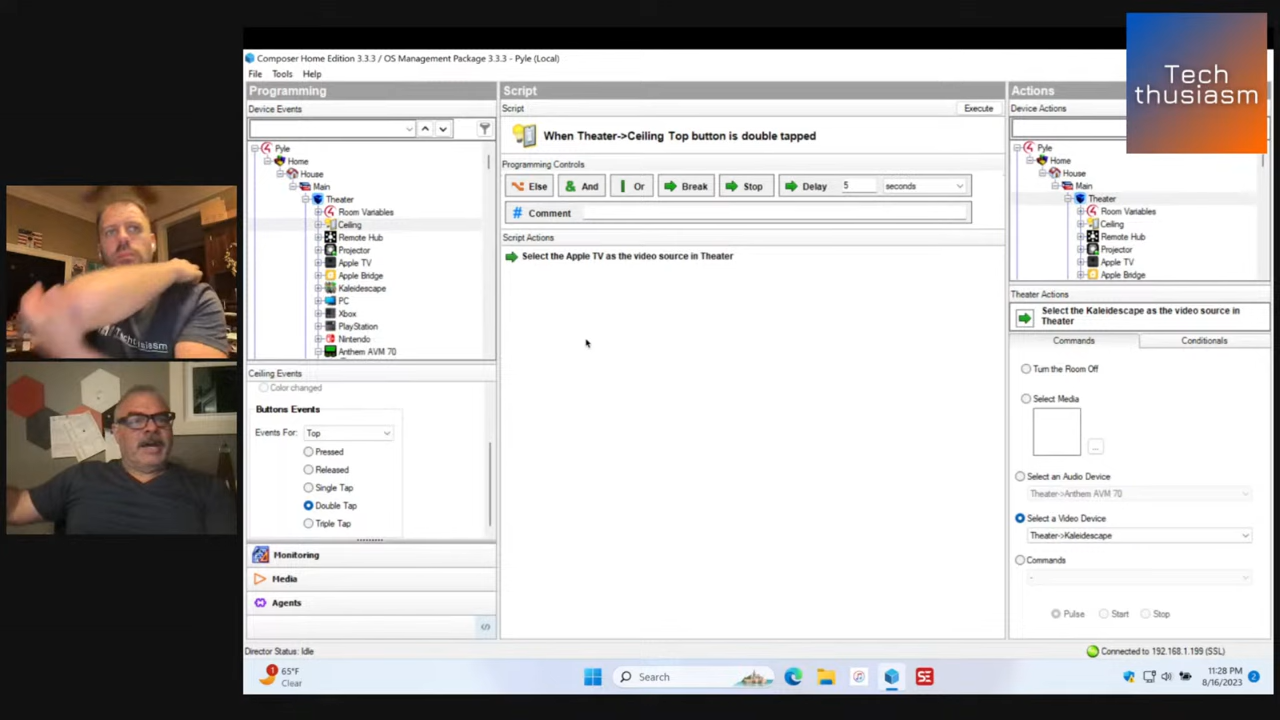 Tech
thusiasm
Composer Home Edition 3.3.3 / OS Management Package 3.3.3 - Pyle (Local)
File Tools Help
Programming
Device Events
Pyle
Home
House
Main
Theater
Room Variables
Ceiling
Remote Hub
Projector
Apple TV
Apple Bridge
Kaleidescape
PC
Xbox
PlayStation
Nintendo
Anthem AVM 70
Ceiling Events
Color changed
Buttons Events
Events For: Top
Pressed
Released
Single Tap
Double Tap
Triple Tap
Monitoring
Media
Agents
Script
Script
Execute
When Theater->Ceiling Top button is double tapped
Programming Controls
Else And Or Break Stop Delay 5 seconds
# Comment
Script Actions
Select the Apple TV as the video source in Theater
Actions
Device Actions
Pyle
Home
House
Main
Theater
Room Variables
Ceiling
Remote Hub
Projector
Apple TV
Apple Bridge
Theater Actions
Select the Kaleidescape as the video source in
Theater
Commands Conditionals
Turn the Room Off
Select Media
...
Select an Audio Device
Theater->Anthem AVM 70
Select a Video Device
Theater->Kaleidescape
Commands
-
Pulse Start Stop
Director Status: Idle
Connected to 192.168.1.199 (SSL)
1
65°F
Clear
Search
SE
11:28 PM
8/16/2023
2